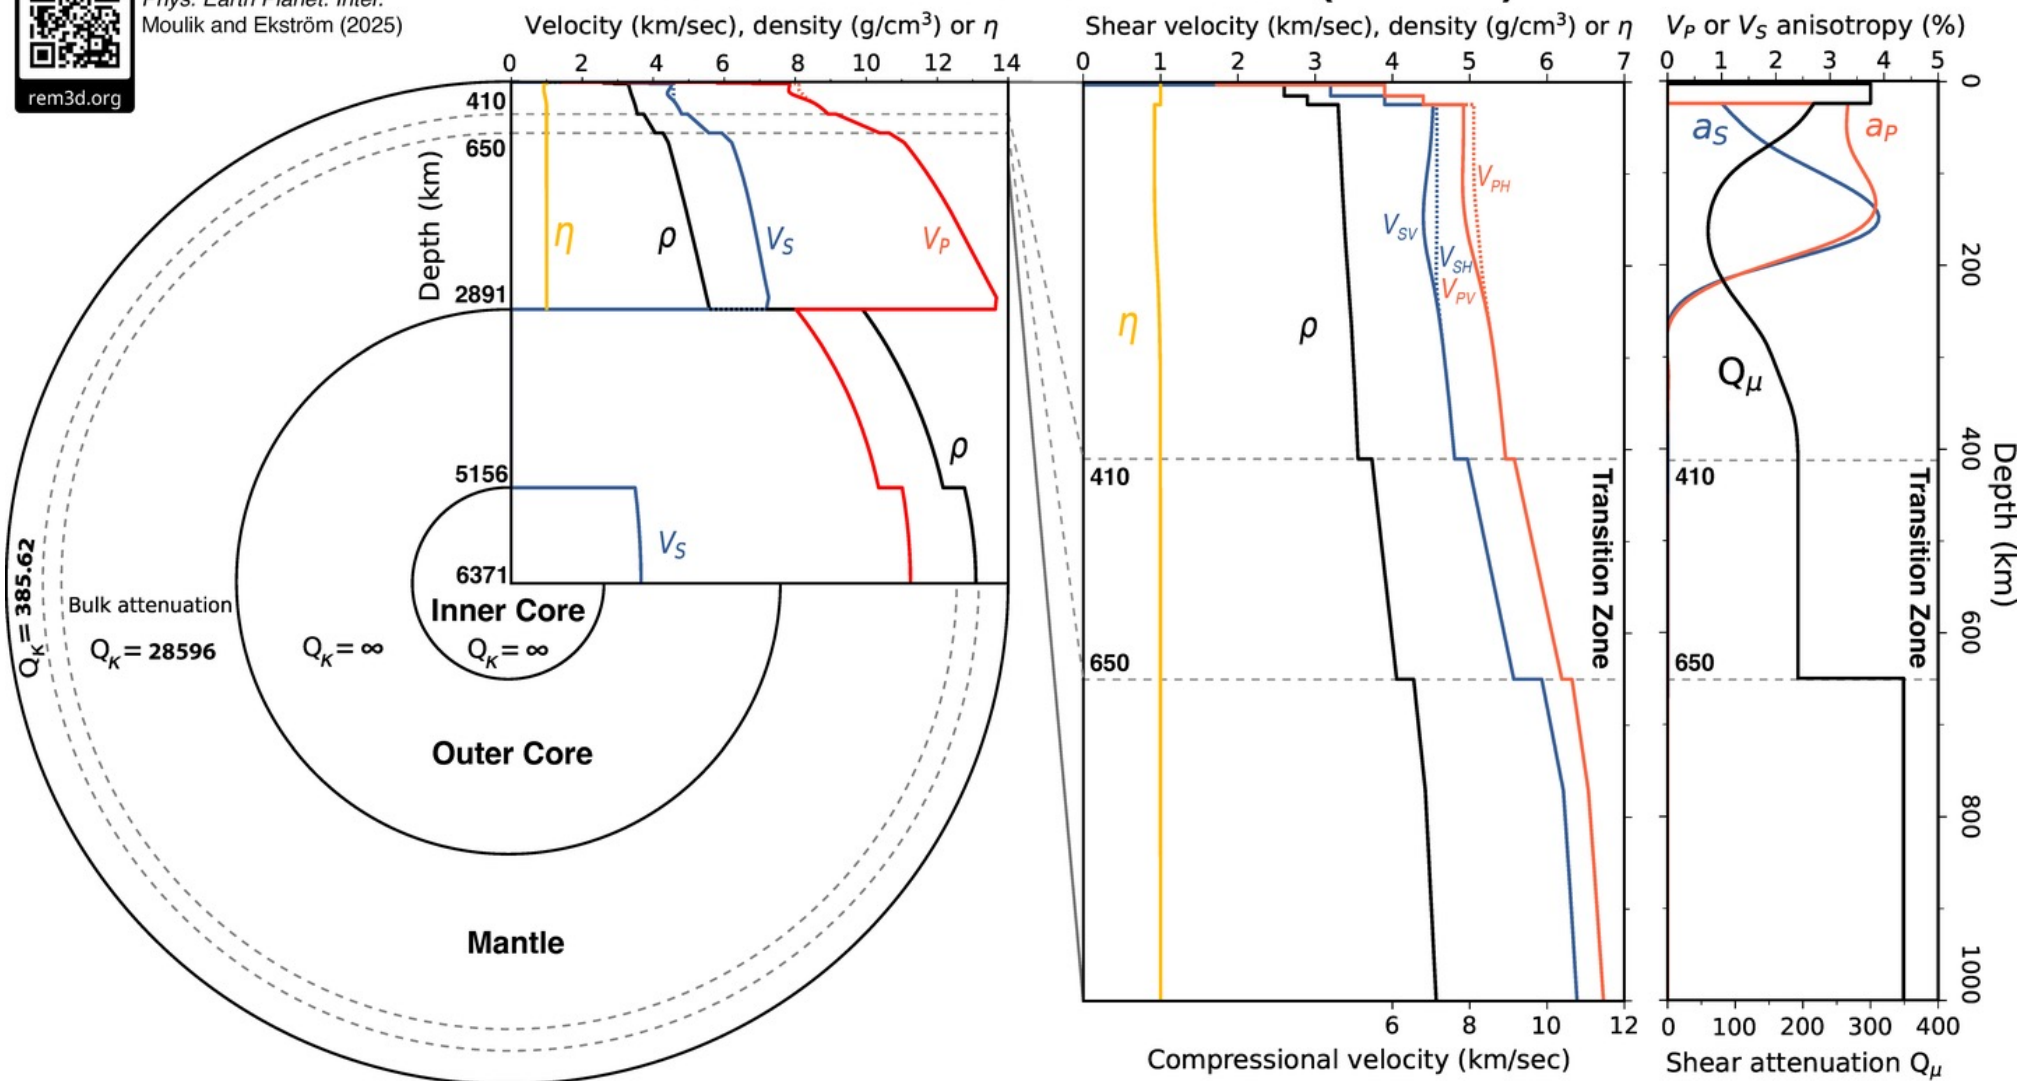 Phys. Earth Planet. Inter.
Moulik and Ekström (2025)
rem3d.org
Velocity (km/sec), density (g/cm³) or η
0 2 4 6 8 10 12 14
Depth (km)
410
650
2891
5156
6371
η
ρ
V_S
V_P
ρ
V_S
Inner Core
Q_κ = ∞
Q_κ = ∞
Bulk attenuation
Q_κ = 28596
Q_κ = 385.62
Outer Core
Mantle
Shear velocity (km/sec), density (g/cm³) or η
0 1 2 3 4 5 6 7
V_PH
V_SV
V_SH
V_PV
η
ρ
410
650
Transition Zone
6 8 10 12
Compressional velocity (km/sec)
V_P or V_S anisotropy (%)
0 1 2 3 4 5
a_S
a_P
Q_μ
410
650
Transition Zone
0
200
400
600
800
1000
Depth (km)
0 100 200 300 400
Shear attenuation Q_μ